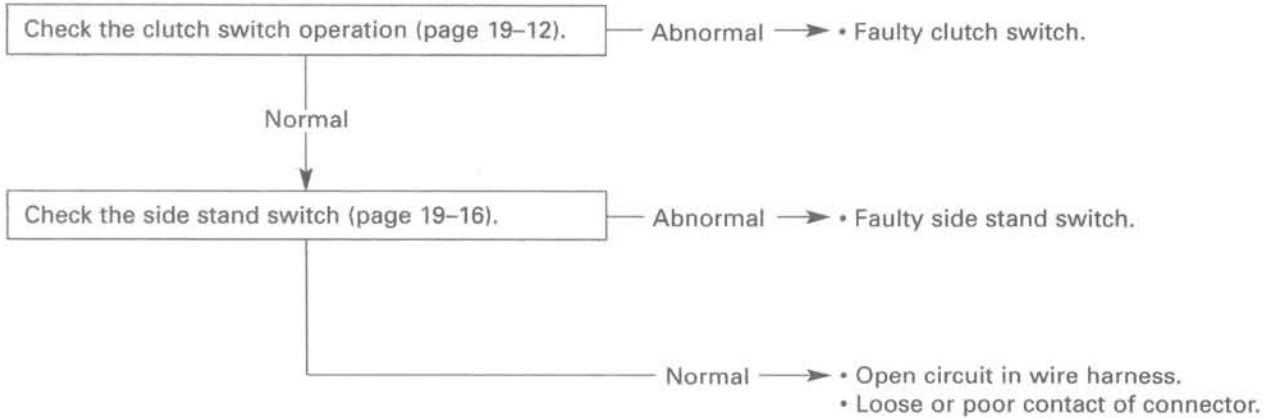 Check the clutch switch operation (page 19–12).
Abnormal
• Faulty clutch switch.
Normal
Check the side stand switch (page 19–16).
Abnormal
• Faulty side stand switch.
Normal
• Open circuit in wire harness.
• Loose or poor contact of connector.